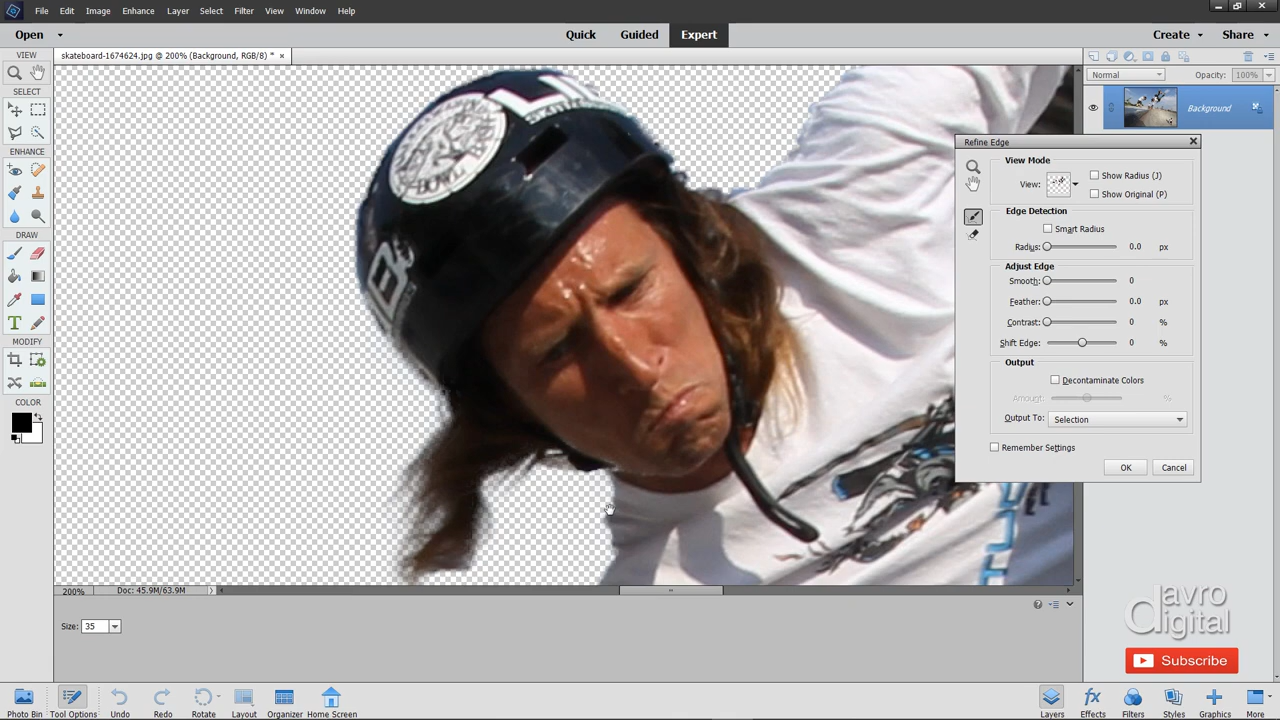 File Edit Image Enhance Layer Select Filter View Window Help
Open Quick Guided Expert Create Share
VIEW
skateboard-1674624.jpg @ 200% (Background, RGB/8) * ×
SELECT
ENHANCE
DRAW
MODIFY
COLOR
Normal Opacity: 100%
Background
Refine Edge
View Mode
View: Show Radius (J)
Show Original (P)
Edge Detection
Smart Radius
Radius: 0.0 px
Adjust Edge
Smooth: 0
Feather: 0.0 px
Contrast: 0 %
Shift Edge: 0 %
Output
Decontaminate Colors
Amount: %
Output To: Selection
Remember Settings
OK Cancel
200% Doc: 45.9M/63.9M
Size: 35
davro
digital
Subscribe
Photo Bin Tool Options Undo Redo Rotate Layout Organizer Home Screen Layers Effects Filters Styles Graphics More